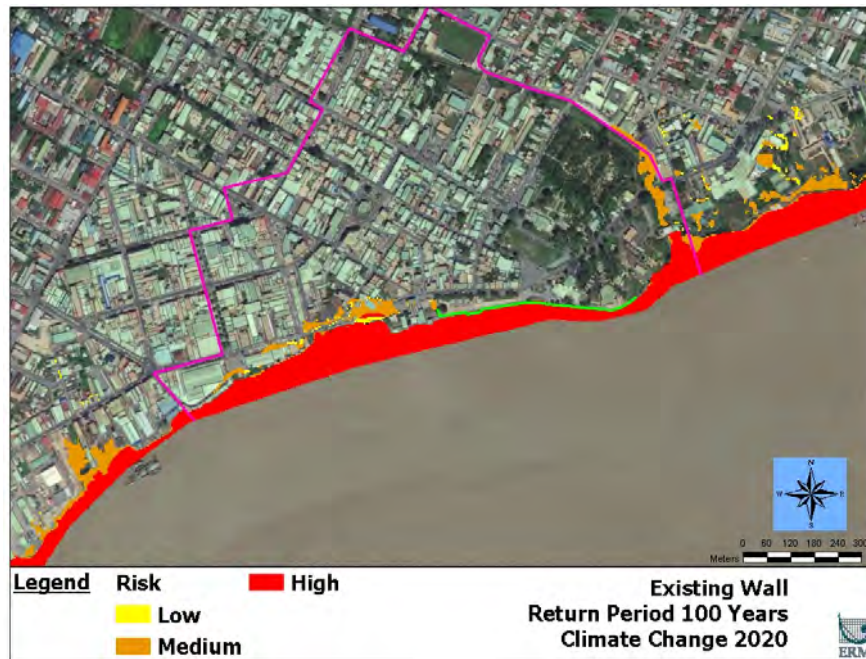 N
W E
S
0 60 120 180 240 300
Meters
Legend Risk High
Low
Medium
Existing Wall
Return Period 100 Years
Climate Change 2020
ERM